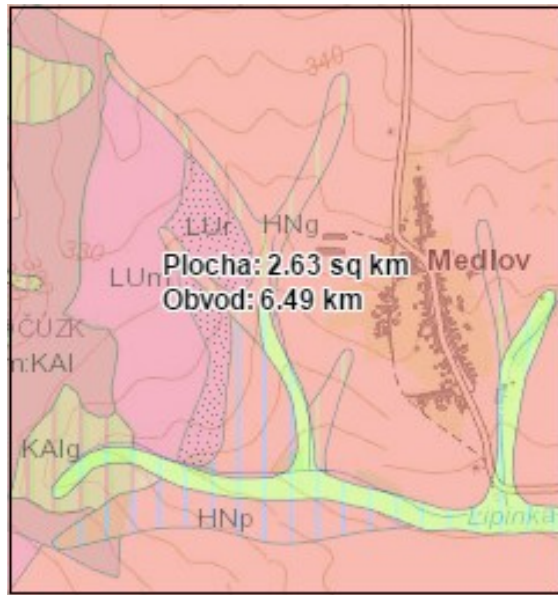 340
LUr
HNg
330
LUm
Plocha: 2.63 sq km
Medlov
Obvod: 6.49 km
ČÚZK
m:KAl
KAlg
HNp
Lipinka